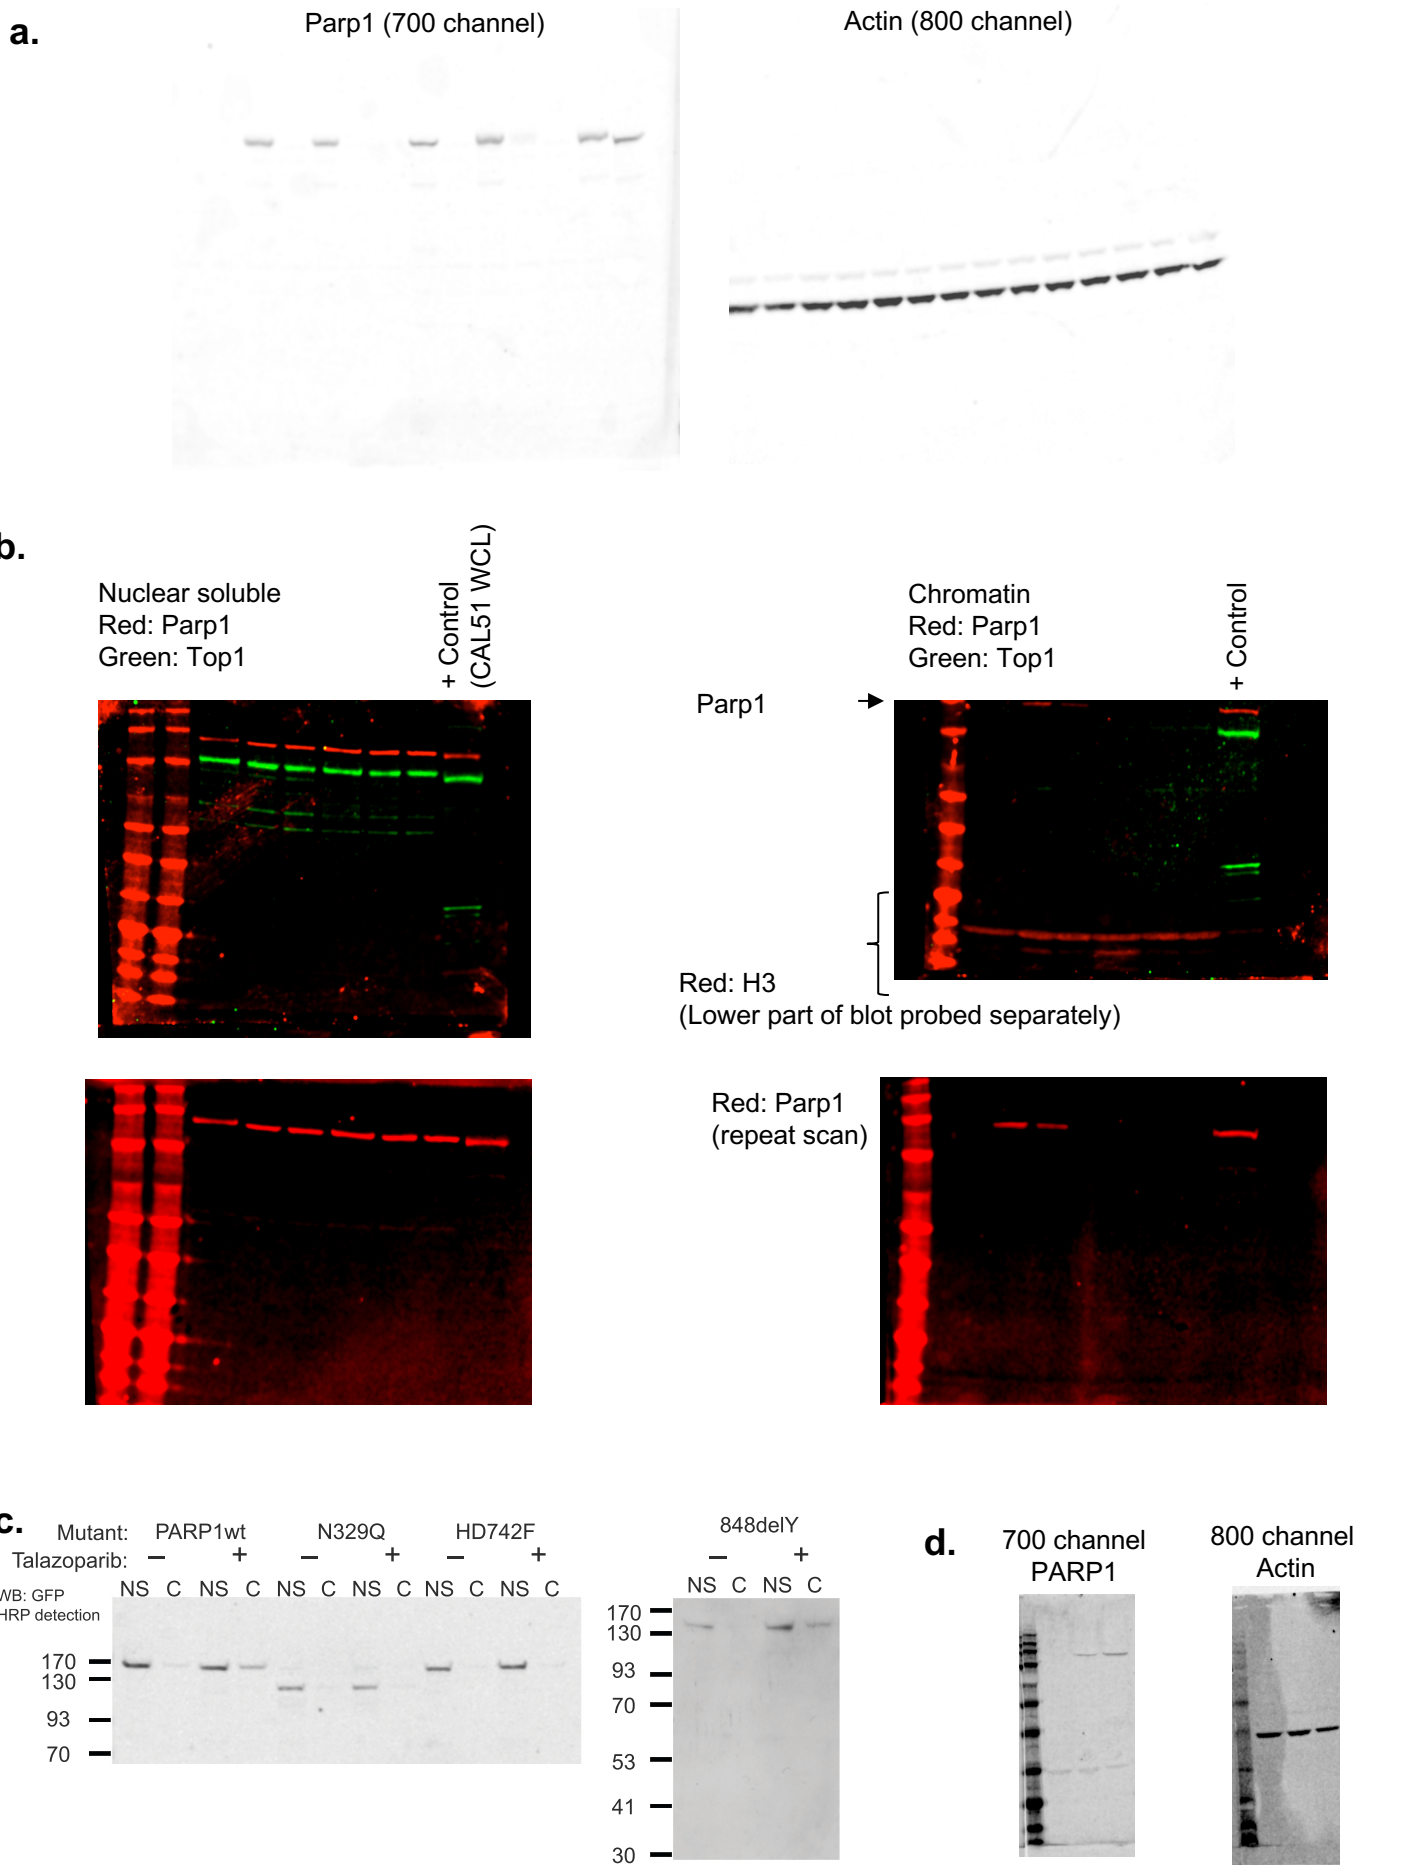 a.
Parp1 (700 channel)
Actin (800 channel)
b.
Nuclear soluble
Red: Parp1
Green: Top1
+ Control
(CAL51 WCL)
Chromatin
Red: Parp1
Green: Top1
+ Control
Parp1
Red: H3
(Lower part of blot probed separately)
Red: Parp1
(repeat scan)
c.
Mutant: PARP1wt N329Q HD742F
Talazoparib: − + − + − +
WB: GFP
HRP detection
NS C NS C NS C NS C NS C NS C
170
130
93
70
848delY
− +
NS C NS C
170
130
93
70
53
41
30
d.
700 channel
PARP1
800 channel
Actin